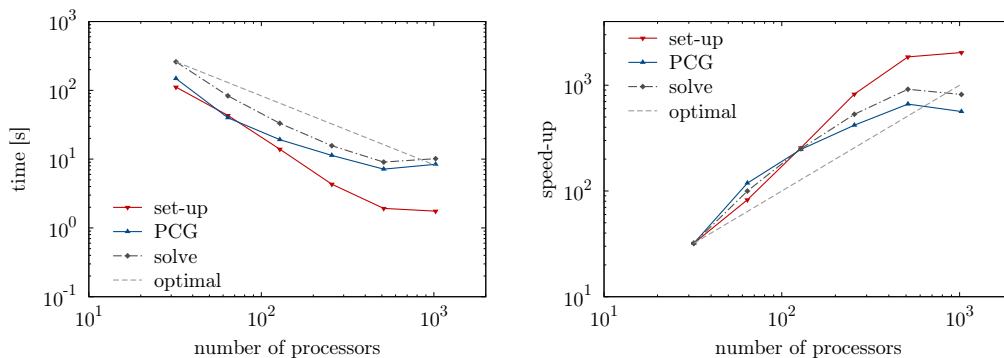 10^3
10^2
10^1
10^0
10^-1
time [s]
set-up
PCG
solve
optimal
10^1
10^2
10^3
number of processors
10^3
10^2
10^1
speed-up
set-up
PCG
solve
optimal
10^1
10^2
10^3
number of processors